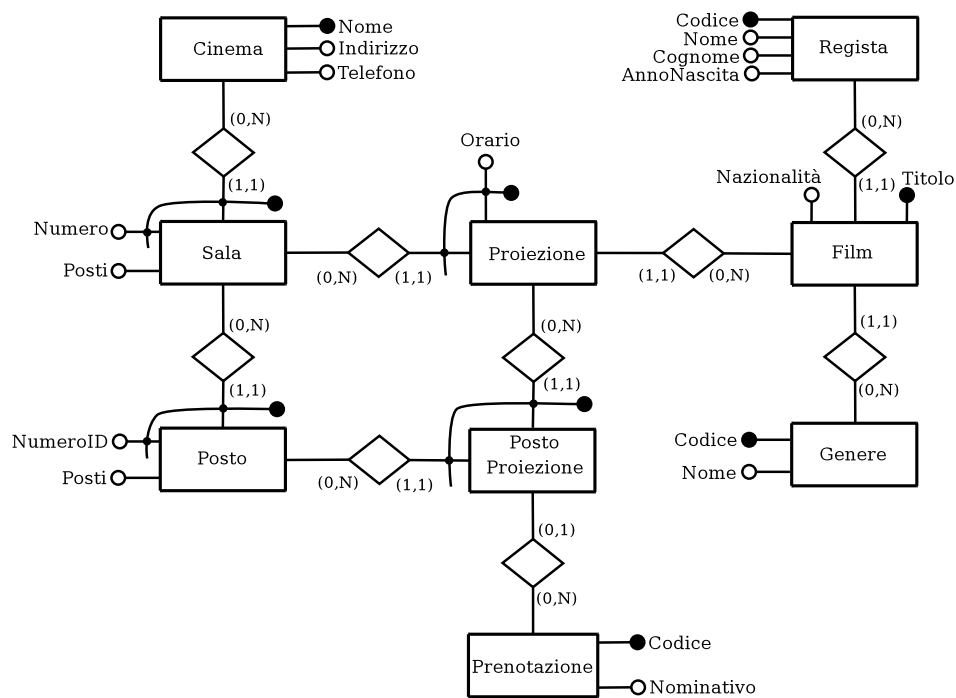 Nome
Cinema
Indirizzo
Telefono
Codice
Nome
Cognome
AnnoNascita
Regista
(0,N)
(0,N)
Orario
(1,1)
Nazionalità
(1,1)
Titolo
Numero
Sala
Posti
(0,N)
(1,1)
Proiezione
(1,1)
(0,N)
Film
(0,N)
(0,N)
(1,1)
(1,1)
(1,1)
(0,N)
NumeroID
Posto
Posti
(0,N)
(1,1)
Posto
Proiezione
Codice
Nome
Genere
(0,1)
(0,N)
Prenotazione
Codice
Nominativo